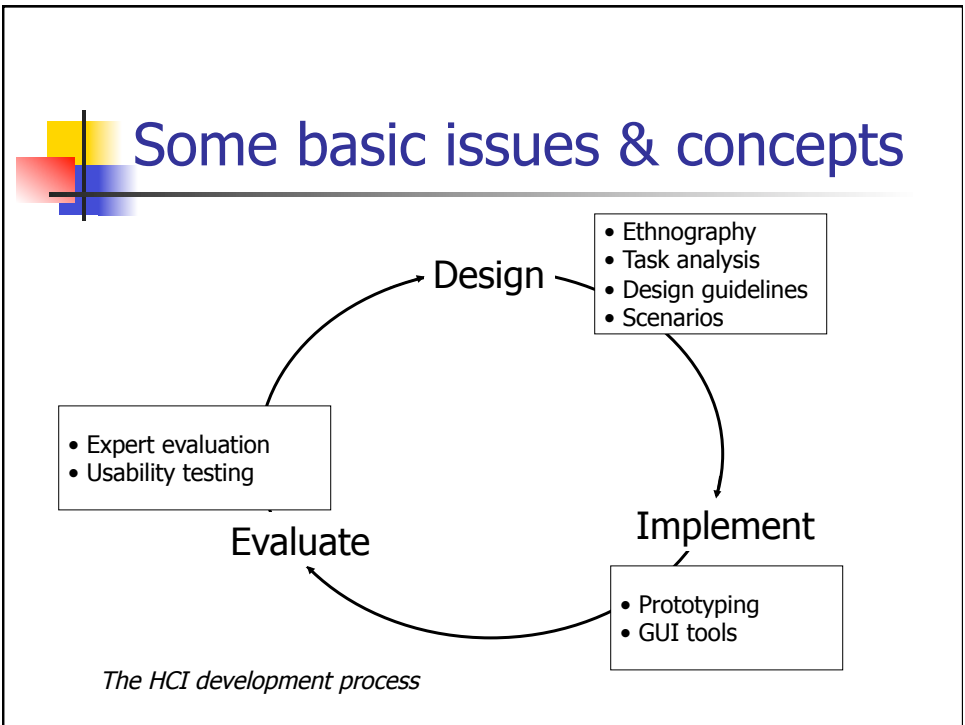 Some basic issues & concepts
Design
• Ethnography
• Task analysis
• Design guidelines
• Scenarios
• Expert evaluation
• Usability testing
Evaluate
Implement
• Prototyping
• GUI tools
The HCI development process